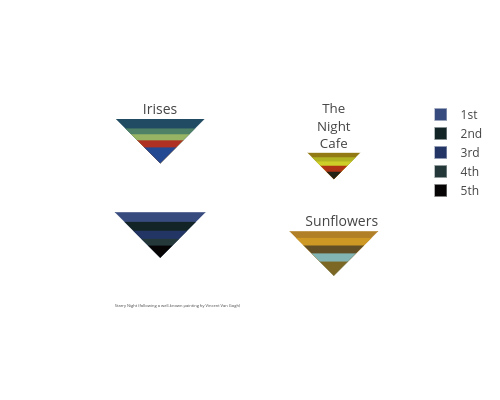 Irises
The
Night
Cafe
1st
2nd
3rd
4th
5th
Sunflowers
Starry Night (following a well-known painting by Vincent Van Gogh)